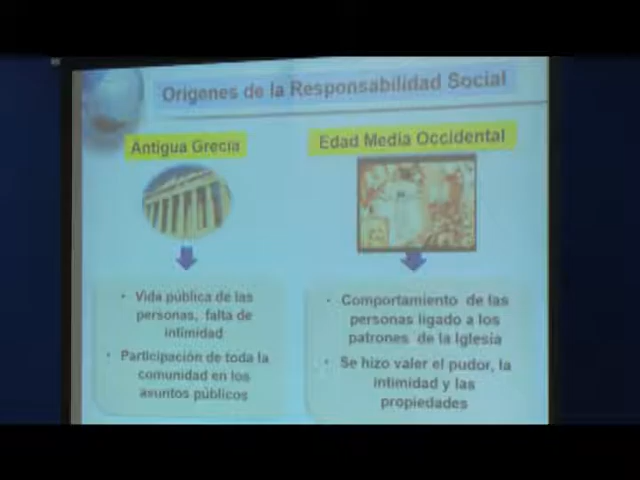 Orígenes de la Responsabilidad Social
Antigua Grecia
Edad Media Occidental
• Vida pública de las
personas, falta de
intimidad
• Participación de toda la
comunidad en los
asuntos públicos
• Comportamiento de las
personas ligado a los
patrones de la Iglesia
• Se hizo valer el pudor, la
intimidad y las
propiedades